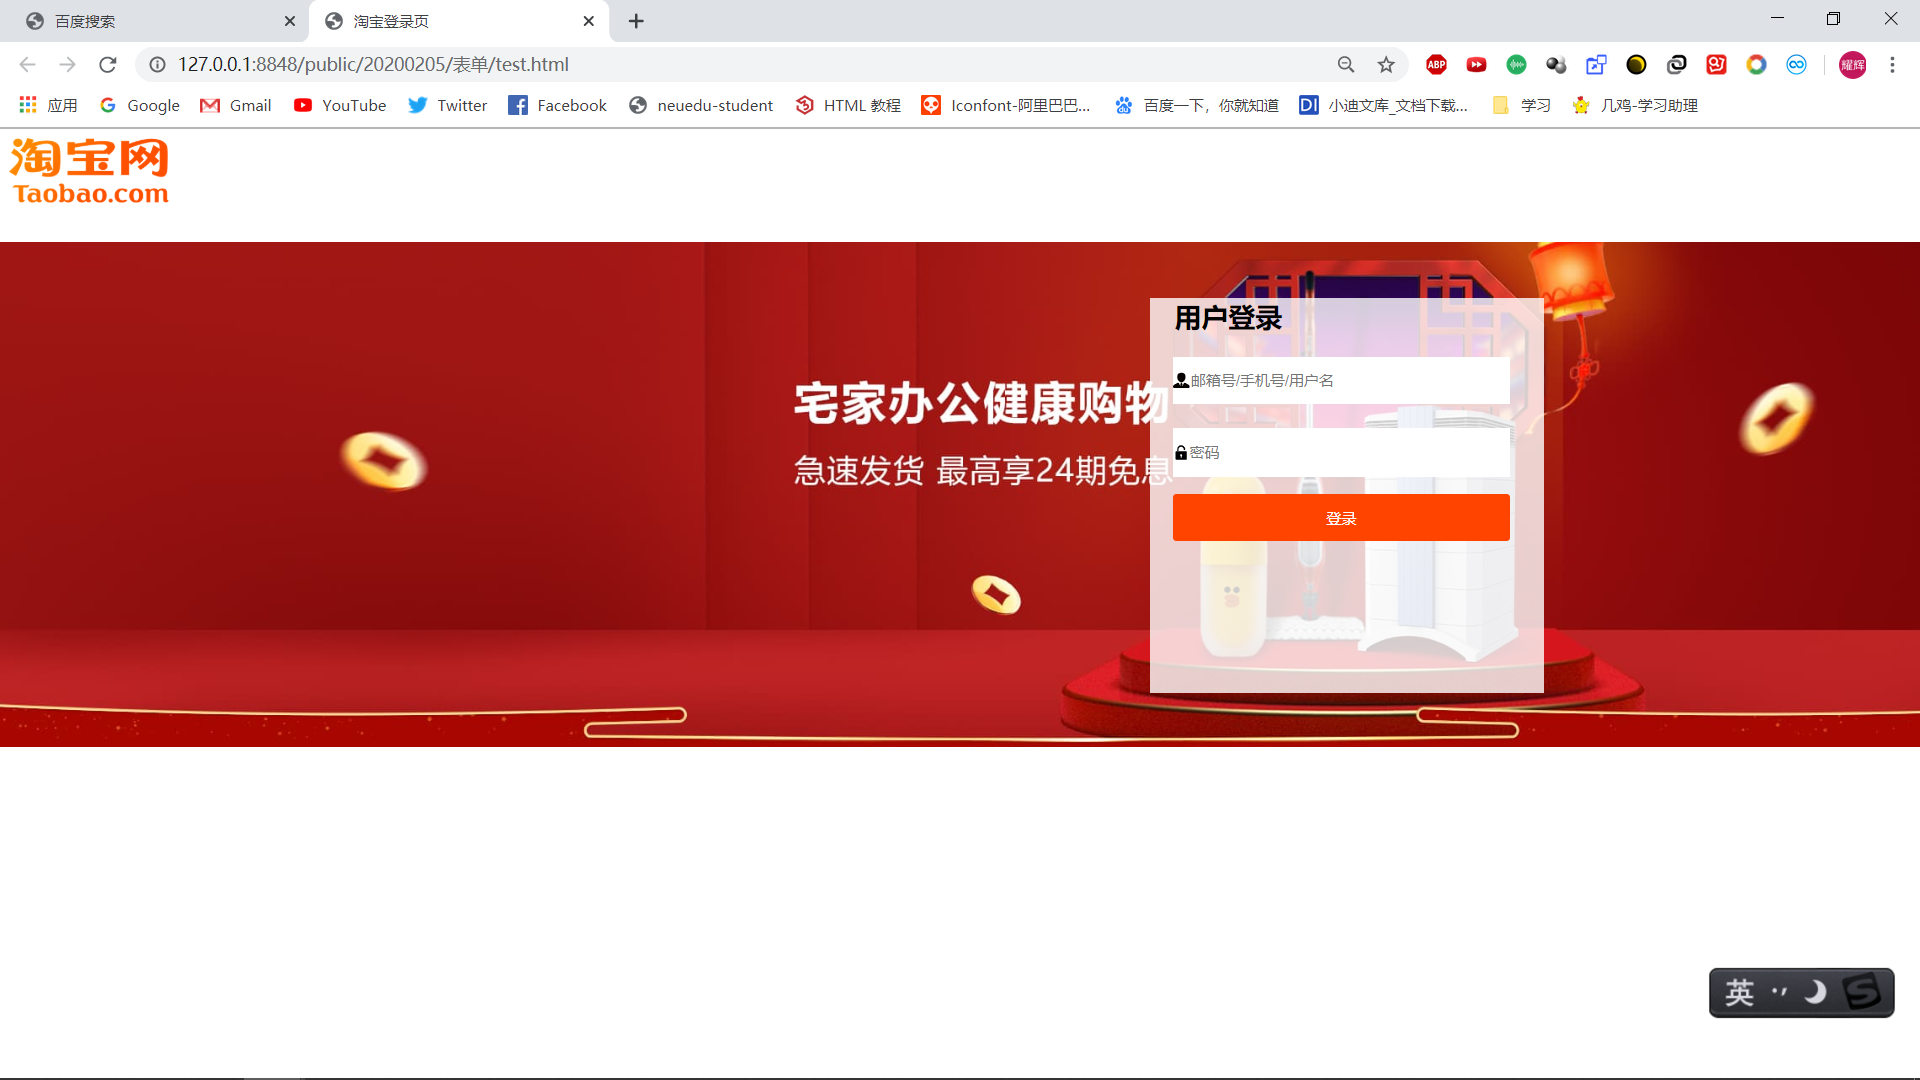 百度搜索
淘宝登录页
127.0.0.1:8848/public/20200205/表单/test.html
ABP
耀辉
应用
Google
Gmail
YouTube
Twitter
Facebook
neuedu-student
HTML 教程
Iconfont-阿里巴巴...
百度一下，你就知道
DI
小迪文库_文档下载...
学习
几鸡-学习助理
淘宝网
Taobao.com
用户登录
邮箱号/手机号/用户名
宅家办公健康购物
急速发货 最高享24期免息
密码
登录
英